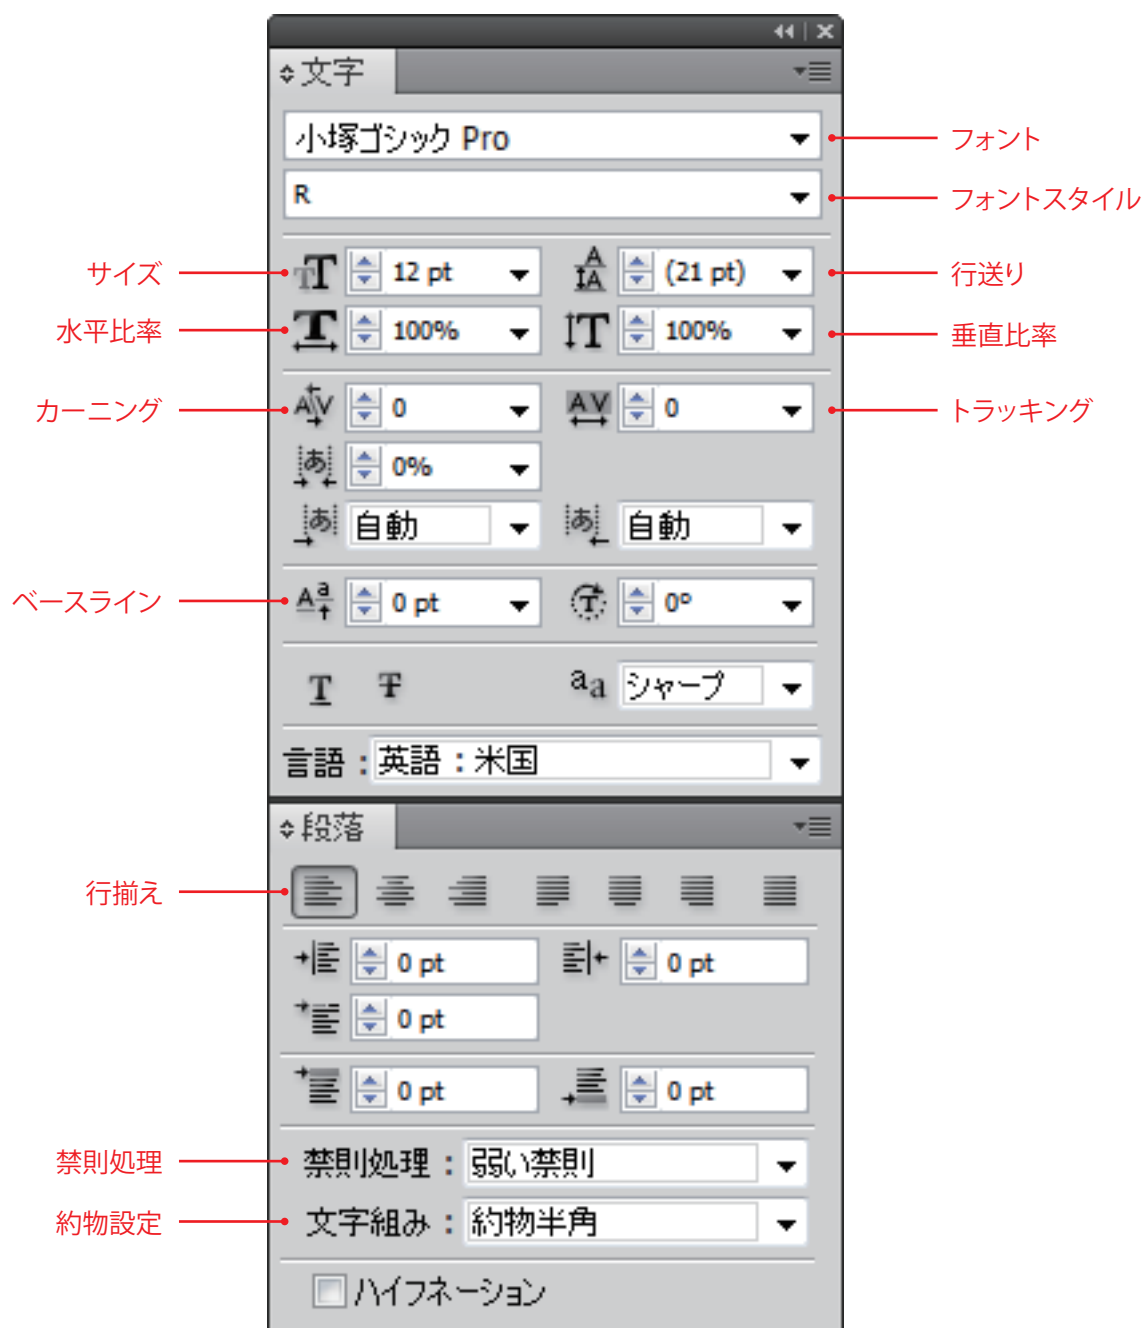 文字
小塚ゴシック Pro
フォント
R
フォントスタイル
サイズ
12 pt
(21 pt)
行送り
水平比率
100%
100%
垂直比率
カーニング
0
0
トラッキング
0%
自動
自動
ベースライン
0 pt
0°
シャープ
言語：英語：米国
段落
行揃え
0 pt
0 pt
0 pt
0 pt
0 pt
禁則処理
禁則処理：弱い禁則
約物設定
文字組み：約物半角
ハイフネーション